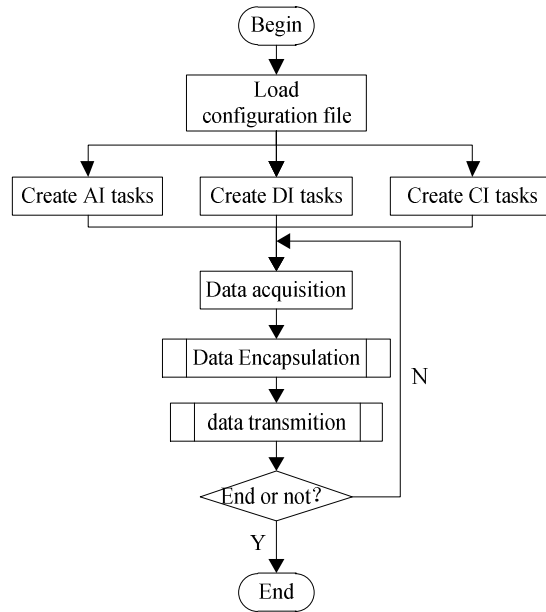 Begin
Load
configuration file
Create AI tasks
Create DI tasks
Create CI tasks
Data acquisition
Data Encapsulation
N
data transmition
End or not?
Y
End